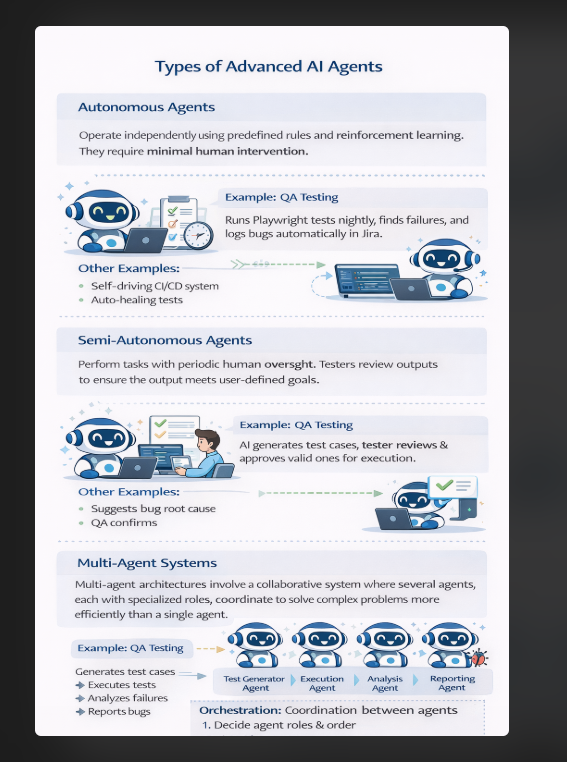 Types of Advanced AI Agents
Autonomous Agents
Operate independently using predefined rules and reinforcement learning.
They require minimal human intervention.
Example: QA Testing
Runs Playwright tests nightly, finds failures, and
logs bugs automatically in Jira.
Other Examples:
• Self-driving CI/CD system
• Auto-healing tests
Semi-Autonomous Agents
Perform tasks with periodic human oversght. Testers review outputs
to ensure the output meets user-defined goals.
Example: QA Testing
AI generates test cases, tester reviews &
approves valid ones for execution.
Other Examples:
• Suggests bug root cause
• QA confirms
Multi-Agent Systems
Multi-agent architectures involve a collaborative system where several agents,
each with specialized roles, coordinate to solve complex problems more
efficiently than a single agent.
Example: QA Testing
Generates test cases
➔ Executes tests
➔ Analyzes failures
➔ Reports bugs
Test Generator Agent
Execution Agent
Analysis Agent
Reporting Agent
Orchestration: Coordination between agents
1. Decide agent roles & order